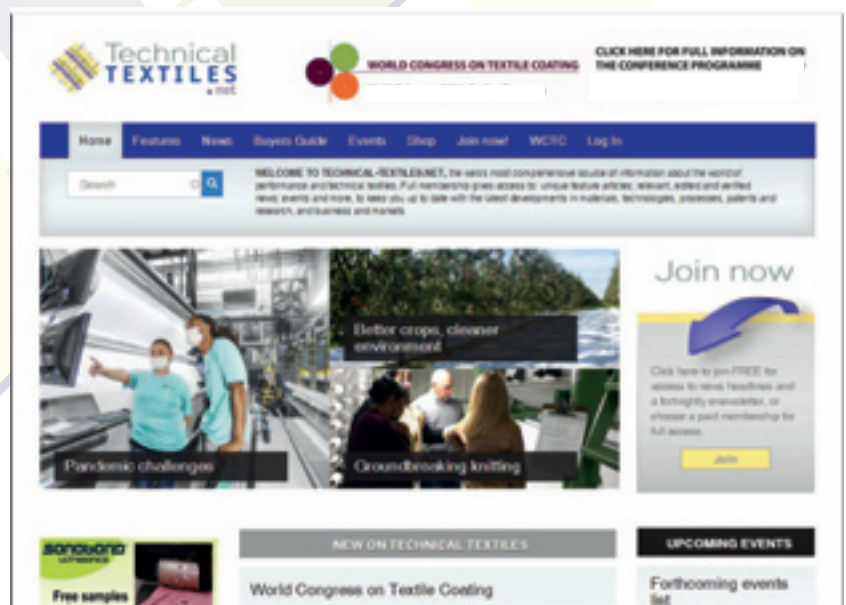 Technical
TEXTILES
.net
WORLD CONGRESS ON TEXTILE COATING
CLICK HERE FOR FULL INFORMATION ON
THE CONFERENCE PROGRAMME
Home Features News Buyers Guide Events Shop Join now! WCTC Log In
Search
WELCOME TO TECHNICAL-TEXTILES.NET, the world's most comprehensive source of information about the world of
performance and technical textiles. Full membership gives access to: unique feature articles; relevant, edited and verified
news; events and more, to keep you up to date with the latest developments in materials, technologies, processes, patents and
research, and business and markets
Pandemic challenges
Better crops, cleaner
environment
Groundbreaking knitting
Join now
Click here to join FREE for
access to news headlines and
a fortnightly enewsletter, or
choose a paid membership for
full access.
Join
SONOBOND
ULTRASONICS
Free samples
NEW ON TECHNICAL TEXTILES
World Congress on Textile Coating
UPCOMING EVENTS
Forthcoming events
list